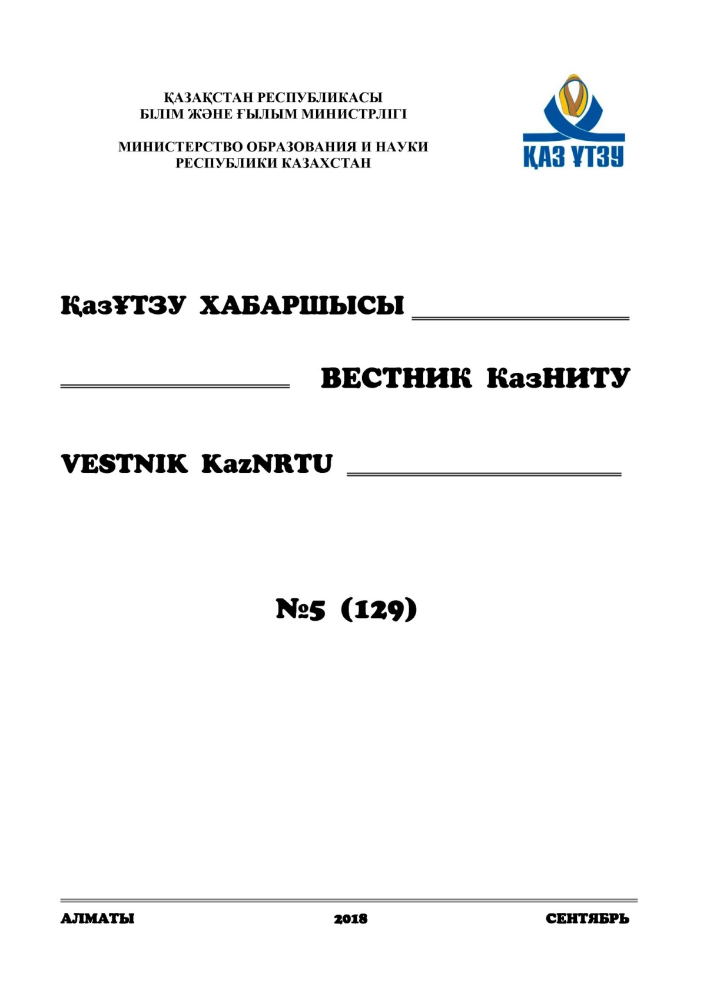 ҚАЗАҚСТАН РЕСПУБЛИКАСЫ
БІЛІМ ЖӘНЕ ҒЫЛЫМ МИНИСТРЛІГІ
МИНИСТЕРСТВО ОБРАЗОВАНИЯ И НАУКИ
РЕСПУБЛИКИ КАЗАХСТАН
ҚАЗ ҰТЗУ
ҚазҰТЗУ ХАБАРШЫСЫ
ВЕСТНИК КазНИТУ
VESTNIK KazNRTU
№5 (129)
АЛМАТЫ 2018 СЕНТЯБРЬ